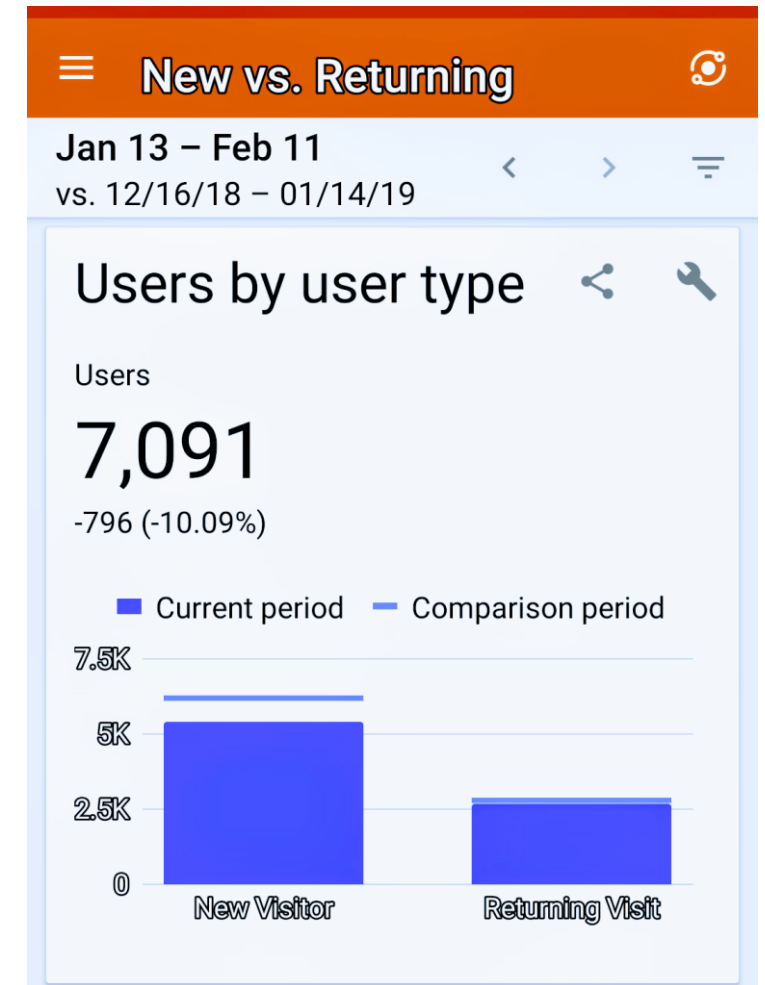 New vs. Returning
Jan 13 – Feb 11
vs. 12/16/18 – 01/14/19
Users by user type
Users
7,091
-796 (-10.09%)
Current period Comparison period
7.5K
5K
2.5K
0
New Visitor Returning Visit